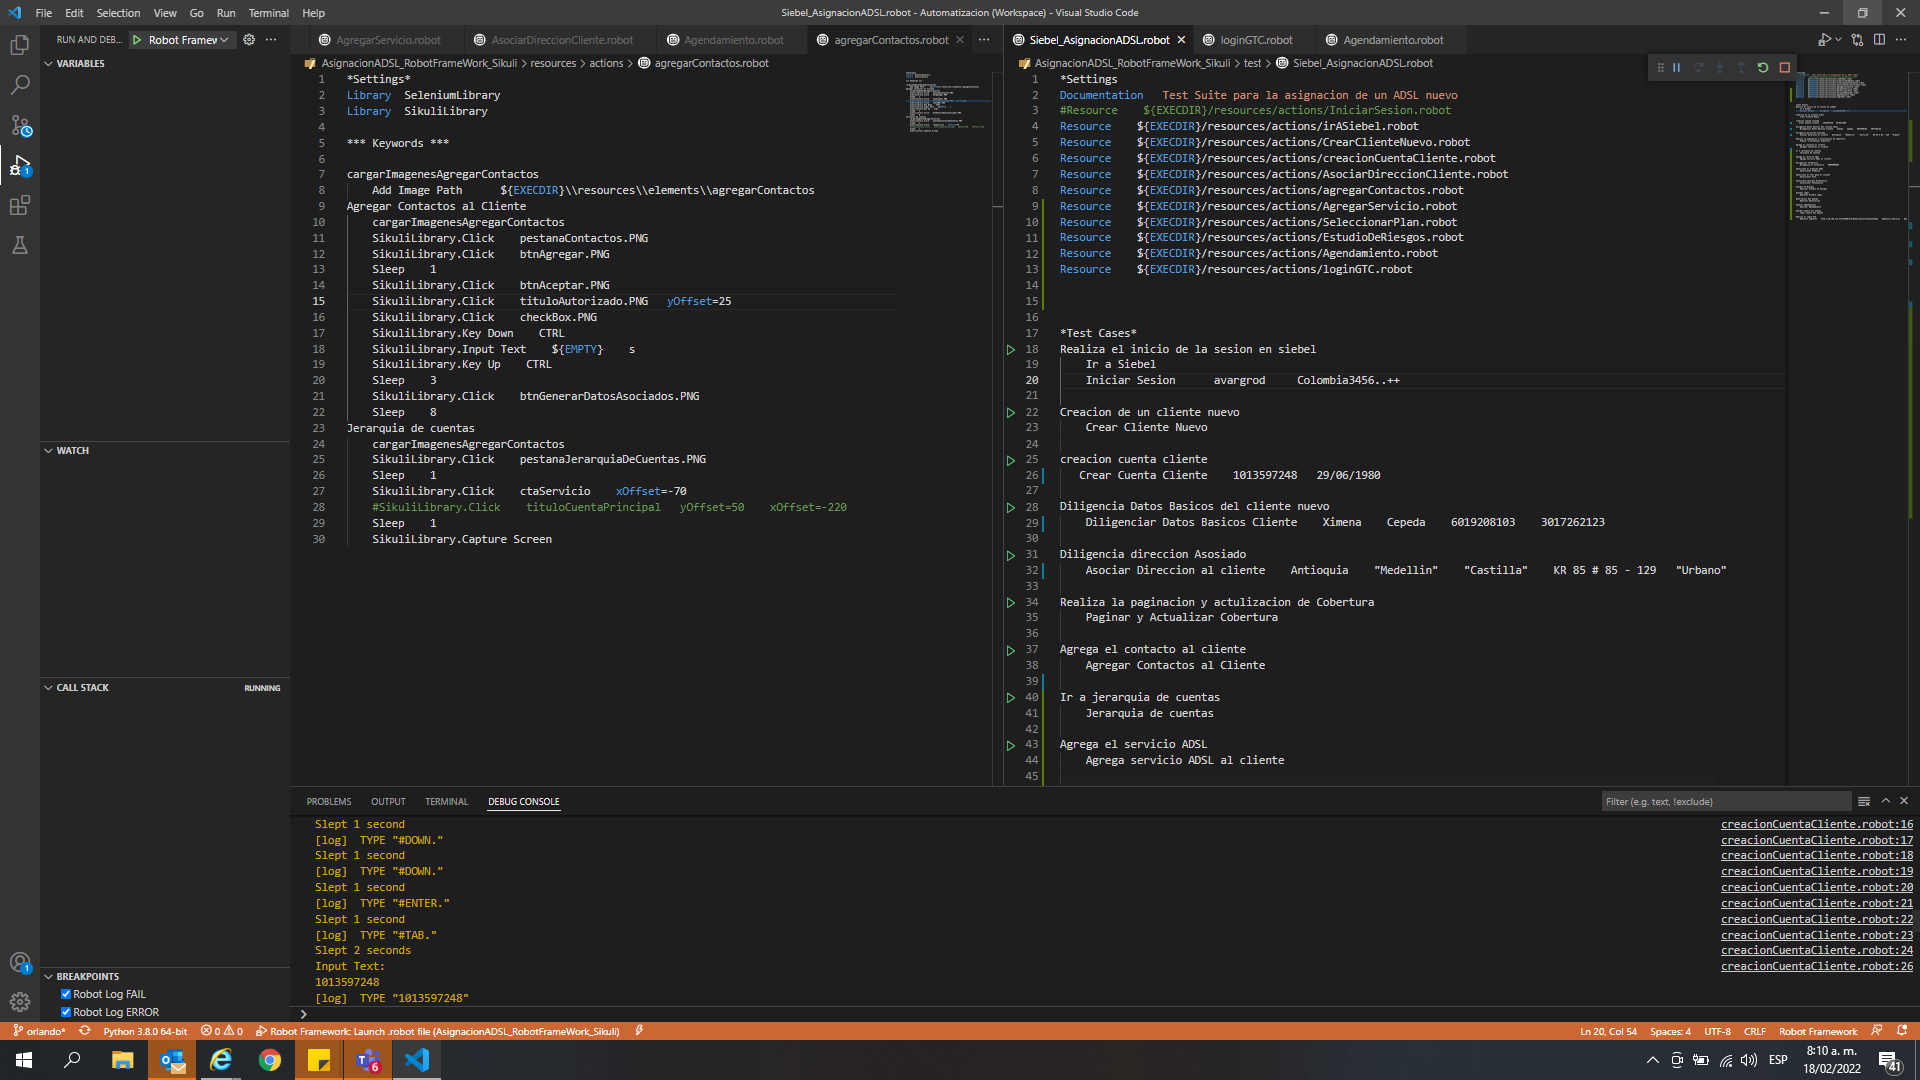 File Edit Selection View Go Run Terminal Help
Siebel_AsignacionADSL.robot - Automatizacion (Workspace) - Visual Studio Code
RUN AND DEB... Robot Framew
VARIABLES
WATCH
CALL STACK RUNNING
BREAKPOINTS
Robot Log FAIL
Robot Log ERROR
AgregarServicio.robot AsociarDireccionCliente.robot Agendamiento.robot agregarContactos.robot
AsignacionADSL_RobotFrameWork_Sikuli > resources > actions > agregarContactos.robot
1 *Settings*
2 Library SeleniumLibrary
3 Library SikuliLibrary
4
5 *** Keywords ***
6
7 cargarImagenesAgregarContactos
8 Add Image Path ${EXECDIR}\\resources\\elements\\agregarContactos
9 Agregar Contactos al Cliente
10 cargarImagenesAgregarContactos
11 SikuliLibrary.Click pestanaContactos.PNG
12 SikuliLibrary.Click btnAgregar.PNG
13 Sleep 1
14 SikuliLibrary.Click btnAceptar.PNG
15 SikuliLibrary.Click tituloAutorizado.PNG yOffset=25
16 SikuliLibrary.Click checkBox.PNG
17 SikuliLibrary.Key Down CTRL
18 SikuliLibrary.Input Text ${EMPTY} s
19 SikuliLibrary.Key Up CTRL
20 Sleep 3
21 SikuliLibrary.Click btnGenerarDatosAsociados.PNG
22 Sleep 8
23 Jerarquia de cuentas
24 cargarImagenesAgregarContactos
25 SikuliLibrary.Click pestanaJerarquiaDeCuentas.PNG
26 Sleep 1
27 SikuliLibrary.Click ctaServicio xOffset=-70
28 #SikuliLibrary.Click tituloCuentaPrincipal yOffset=50 xOffset=-220
29 Sleep 1
30 SikuliLibrary.Capture Screen
Siebel_AsignacionADSL.robot loginGTC.robot Agendamiento.robot
AsignacionADSL_RobotFrameWork_Sikuli > test > Siebel_AsignacionADSL.robot
1 *Settings
2 Documentation Test Suite para la asignacion de un ADSL nuevo
3 #Resource ${EXECDIR}/resources/actions/IniciarSesion.robot
4 Resource ${EXECDIR}/resources/actions/irASiebel.robot
5 Resource ${EXECDIR}/resources/actions/CrearClienteNuevo.robot
6 Resource ${EXECDIR}/resources/actions/creacionCuentaCliente.robot
7 Resource ${EXECDIR}/resources/actions/AsociarDireccionCliente.robot
8 Resource ${EXECDIR}/resources/actions/agregarContactos.robot
9 Resource ${EXECDIR}/resources/actions/AgregarServicio.robot
10 Resource ${EXECDIR}/resources/actions/SeleccionarPlan.robot
11 Resource ${EXECDIR}/resources/actions/EstudioDeRiesgos.robot
12 Resource ${EXECDIR}/resources/actions/Agendamiento.robot
13 Resource ${EXECDIR}/resources/actions/loginGTC.robot
14
15
16
17 *Test Cases*
18 Realiza el inicio de la sesion en siebel
19 Ir a Siebel
20 Iniciar Sesion avargrod Colombia3456..++
21
22 Creacion de un cliente nuevo
23 Crear Cliente Nuevo
24
25 creacion cuenta cliente
26 Crear Cuenta Cliente 1013597248 29/06/1980
27
28 Diligencia Datos Basicos del cliente nuevo
29 Diligenciar Datos Basicos Cliente Ximena Cepeda 6019208103 3017262123
30
31 Diligencia direccion Asosiado
32 Asociar Direccion al cliente Antioquia "Medellin" "Castilla" KR 85 # 85 - 129 "Urbano"
33
34 Realiza la paginacion y actulizacion de Cobertura
35 Paginar y Actualizar Cobertura
36
37 Agrega el contacto al cliente
38 Agregar Contactos al Cliente
39
40 Ir a jerarquia de cuentas
41 Jerarquia de cuentas
42
43 Agrega el servicio ADSL
44 Agrega servicio ADSL al cliente
45
PROBLEMS OUTPUT TERMINAL DEBUG CONSOLE Filter (e.g. text, !exclude)
Slept 1 second creacionCuentaCliente.robot:16
[log] TYPE "#DOWN." creacionCuentaCliente.robot:17
Slept 1 second creacionCuentaCliente.robot:18
[log] TYPE "#DOWN." creacionCuentaCliente.robot:19
Slept 1 second creacionCuentaCliente.robot:20
[log] TYPE "#ENTER." creacionCuentaCliente.robot:21
Slept 1 second creacionCuentaCliente.robot:22
[log] TYPE "#TAB." creacionCuentaCliente.robot:23
Slept 2 seconds creacionCuentaCliente.robot:24
Input Text: creacionCuentaCliente.robot:26
1013597248
[log] TYPE "1013597248"
orlando* Python 3.8.0 64-bit 0 0 Robot Framework: Launch .robot file (AsignacionADSL_RobotFrameWork_Sikuli) Ln 20, Col 54 Spaces: 4 UTF-8 CRLF Robot Framework
6 ESP 8:10 a. m. 41
18/02/2022